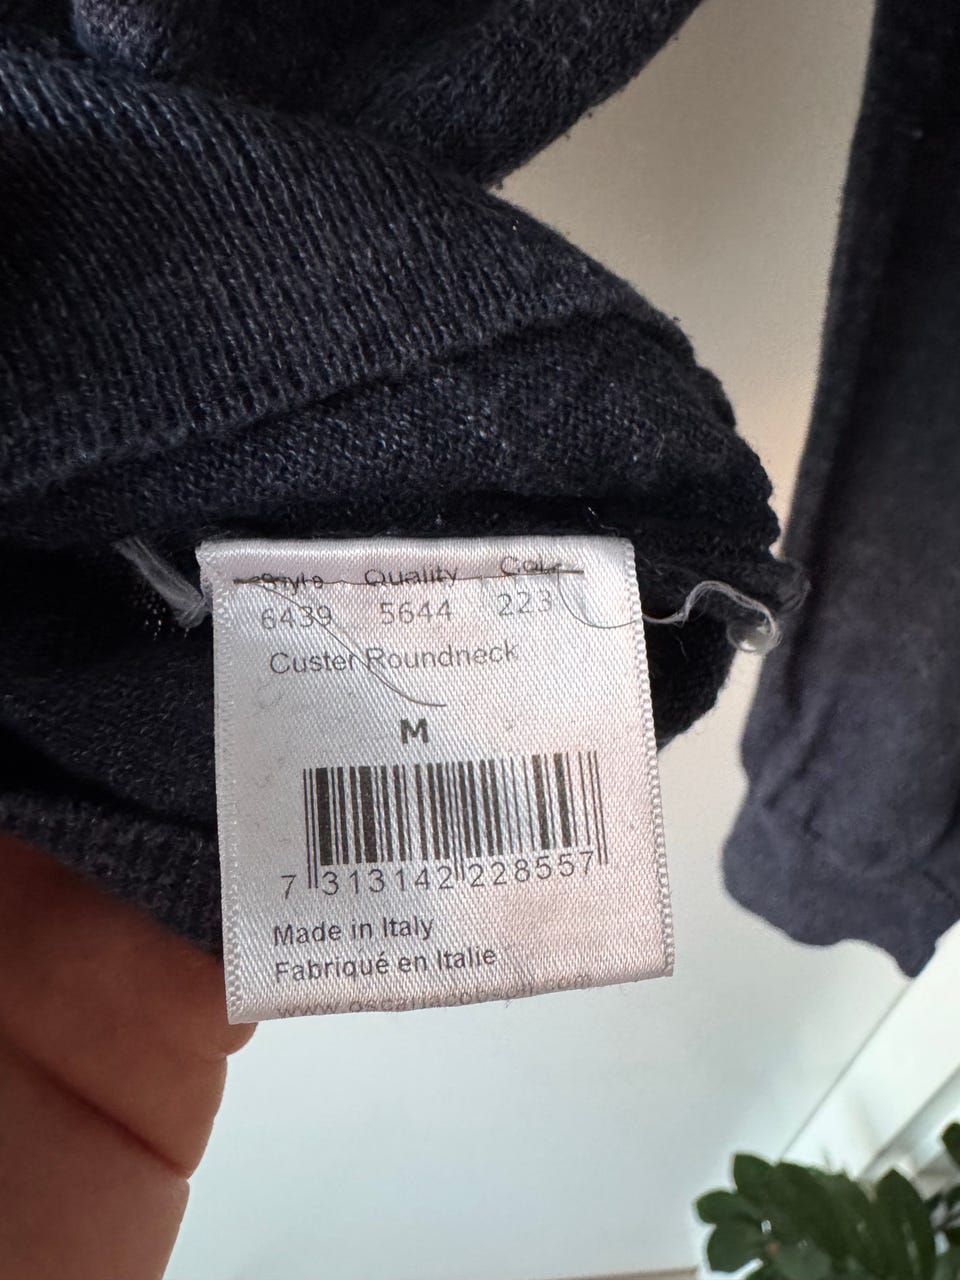 Style Quality Col.
6439 5644 223
Custer Roundneck
M
7 313142 228557
Made in Italy
Fabriqué en Italie